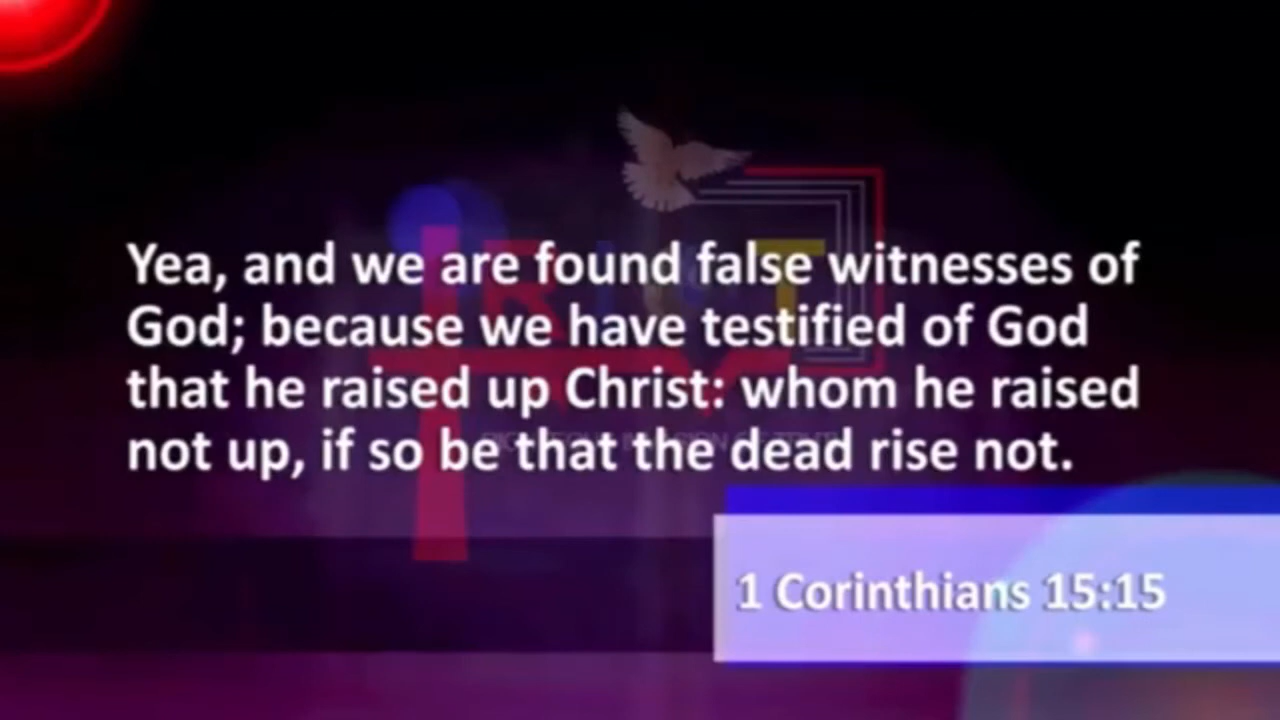 Yea, and we are found false witnesses of
God; because we have testified of God
that he raised up Christ: whom he raised
not up, if so be that the dead rise not.
1 Corinthians 15:15